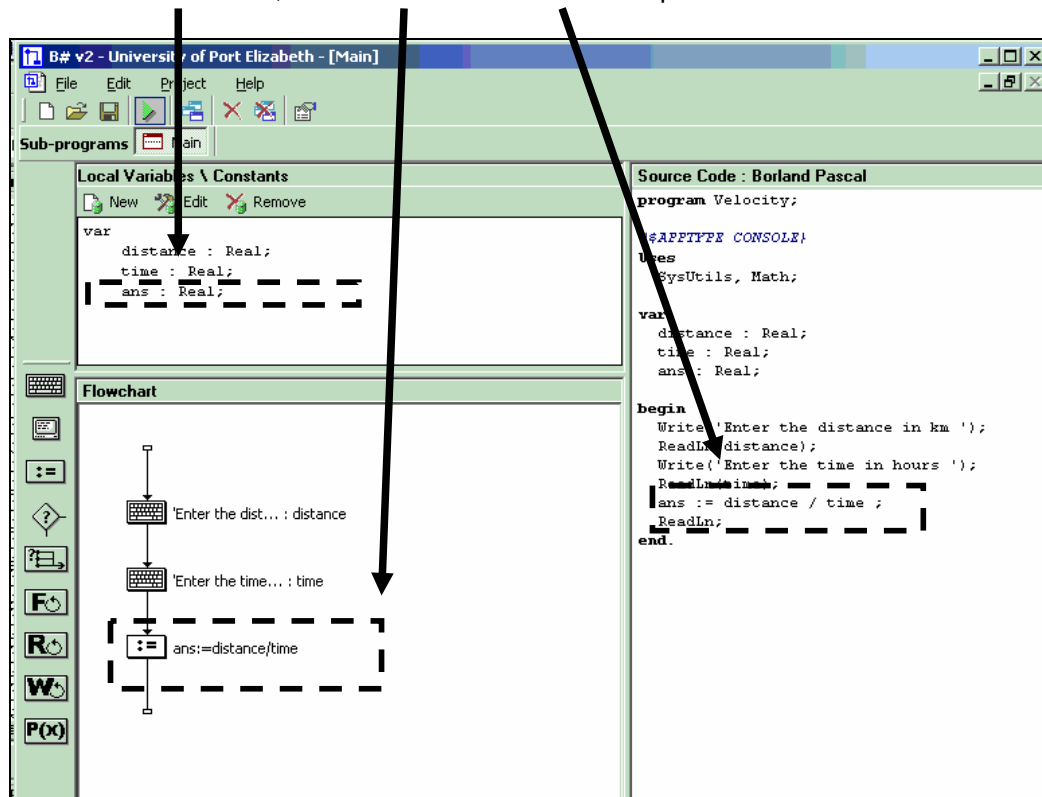 B# v2 - University of Port Elizabeth - [Main]
File Edit Project Help
Sub-programs Main
Local Variables \ Constants
New Edit Remove
var
distance : Real;
time : Real;
ans : Real;
Flowchart
'Enter the dist... : distance
'Enter the time... : time
:= ans:=distance/time
:=
?
?
F
R
W
P(x)
Source Code : Borland Pascal
program Velocity;
{$APPTYPE CONSOLE}
Uses
SysUtils, Math;
var
distance : Real;
time : Real;
ans : Real;
begin
Write('Enter the distance in km ');
ReadLn(distance);
Write('Enter the time in hours ');
ReadLn(time);
ans := distance / time ;
ReadLn;
end.